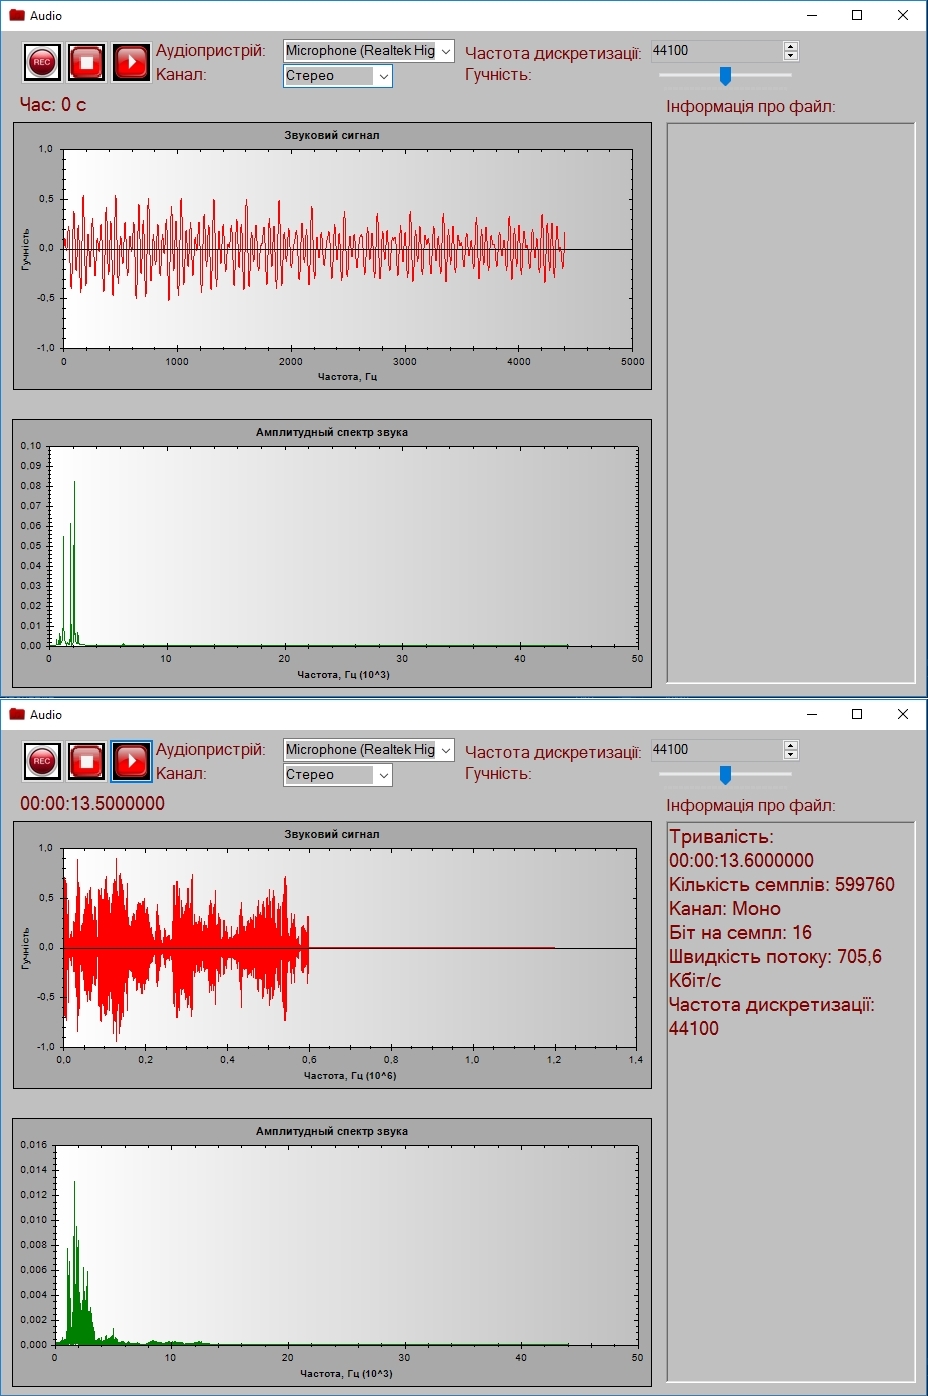 Audio
REC
Аудіопристрій:
Microphone (Realtek Hig
Частота дискретизації:
44100
Канал:
Стерео
Гучність:
Час: 0 с
Інформація про файл:
Звуковий сигнал
1,0
0,5
0,0
-0,5
-1,0
Гучність
0 1000 2000 3000 4000 5000
Частота, Гц
Амплитудный спектр звука
0,10
0,09
0,08
0,07
0,06
0,05
0,04
0,03
0,02
0,01
0,00
0 10 20 30 40 50
Частота, Гц (10^3)
Audio
REC
Аудіопристрій:
Microphone (Realtek Hig
Частота дискретизації:
44100
Канал:
Стерео
Гучність:
00:00:13.5000000
Інформація про файл:
Звуковий сигнал
1,0
0,5
0,0
-0,5
-1,0
Гучність
0,0 0,2 0,4 0,6 0,8 1,0 1,2 1,4
Частота, Гц (10^6)
Тривалість:
00:00:13.6000000
Кількість семплів: 599760
Канал: Моно
Біт на семпл: 16
Швидкість потоку: 705,6
Кбіт/с
Частота дискретизації:
44100
Амплитудный спектр звука
0,016
0,014
0,012
0,010
0,008
0,006
0,004
0,002
0,000
0 10 20 30 40 50
Частота, Гц (10^3)